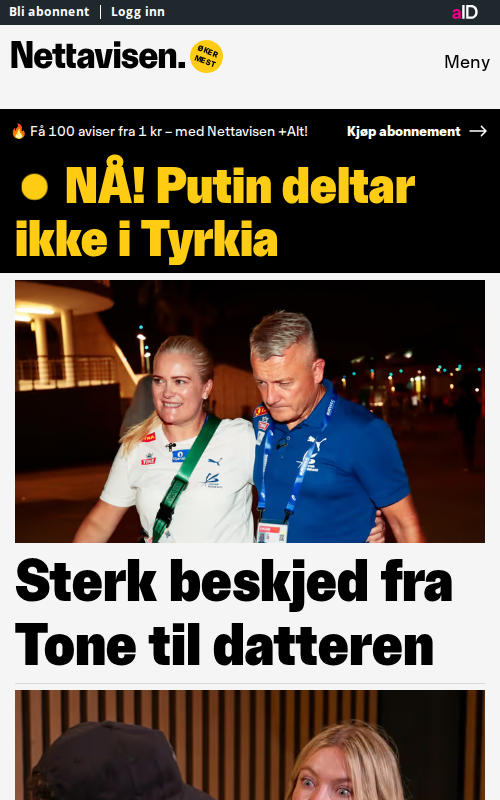 Bli abonnent | Logg inn
aID
Nettavisen.
ØKER
MEST
Meny
🔥 Få 100 aviser fra 1 kr – med Nettavisen +Alt!
Kjøp abonnement →
NÅ! Putin deltar
ikke i Tyrkia
Sterk beskjed fra
Tone til datteren